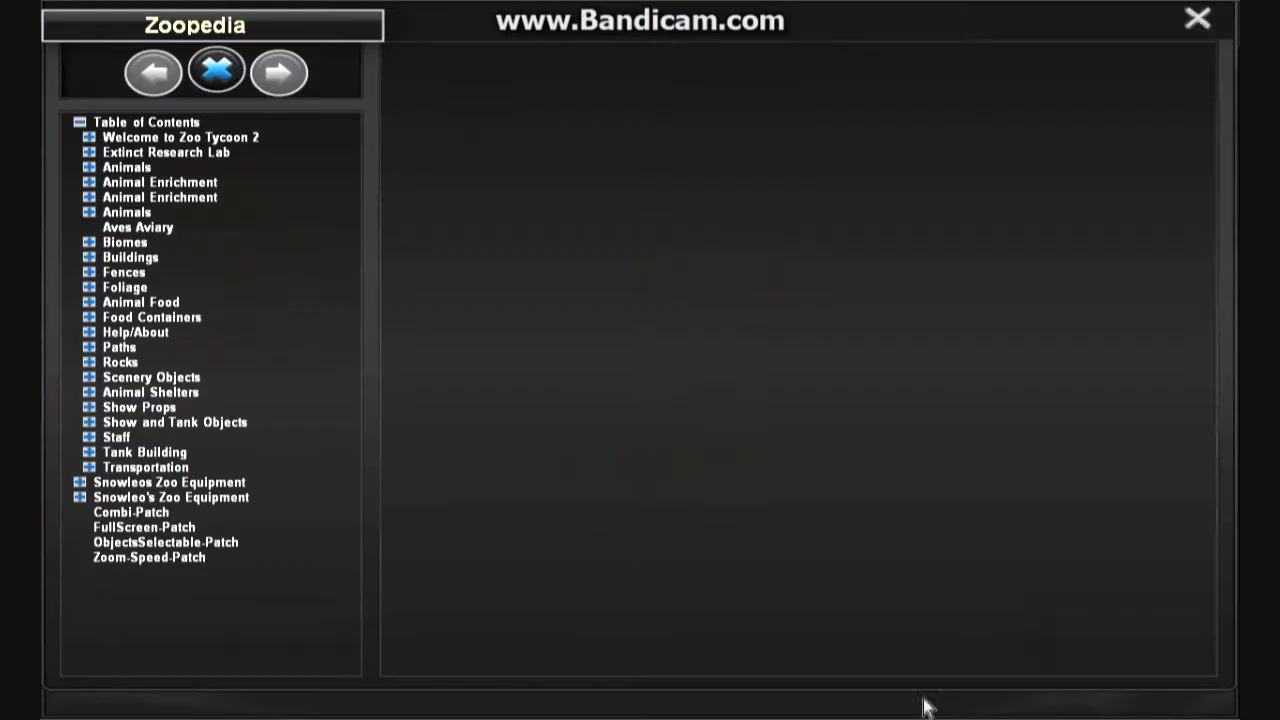 Zoopedia
www.Bandicam.com
Table of Contents
Welcome to Zoo Tycoon 2
Extinct Research Lab
Animals
Animal Enrichment
Animal Enrichment
Animals
Aves Aviary
Biomes
Buildings
Fences
Foliage
Animal Food
Food Containers
Help/About
Paths
Rocks
Scenery Objects
Animal Shelters
Show Props
Show and Tank Objects
Staff
Tank Building
Transportation
Snowleos Zoo Equipment
Snowleo's Zoo Equipment
Combi-Patch
FullScreen-Patch
ObjectsSelectable-Patch
Zoom-Speed-Patch